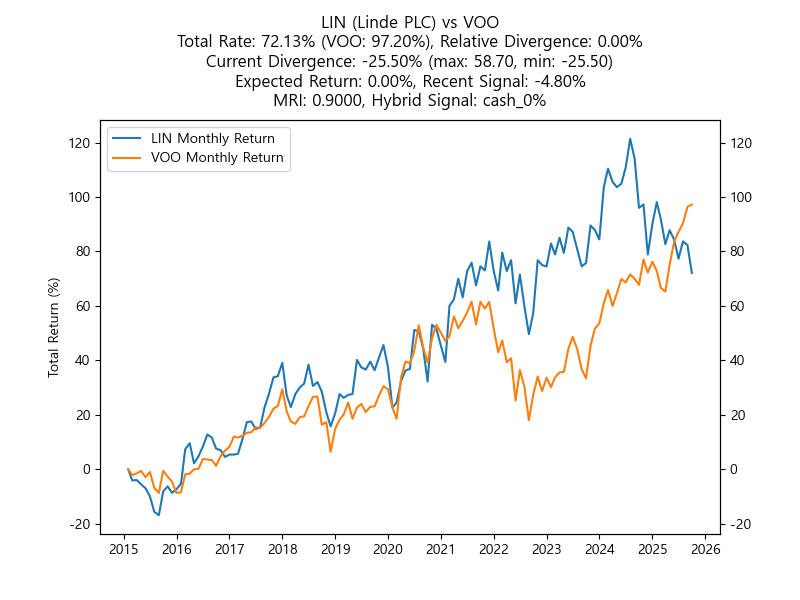 LIN (Linde PLC) vs VOO
Total Rate: 72.13% (VOO: 97.20%), Relative Divergence: 0.00%
Current Divergence: -25.50% (max: 58.70, min: -25.50)
Expected Return: 0.00%, Recent Signal: -4.80%
MRI: 0.9000, Hybrid Signal: cash_0%
LIN Monthly Return
VOO Monthly Return
Total Return (%)
120
100
80
60
40
20
0
-20
120
100
80
60
40
20
0
-20
2015 2016 2017 2018 2019 2020 2021 2022 2023 2024 2025 2026